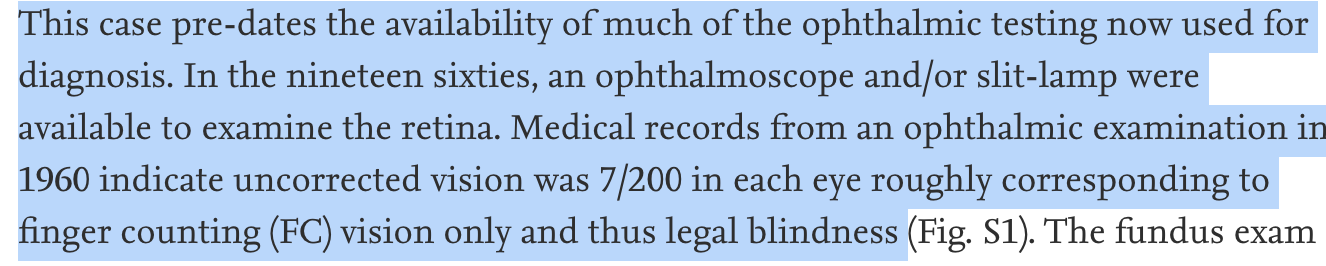 This case pre-dates the availability of much of the ophthalmic testing now used for
diagnosis. In the nineteen sixties, an ophthalmoscope and/or slit-lamp were
available to examine the retina. Medical records from an ophthalmic examination in
1960 indicate uncorrected vision was 7/200 in each eye roughly corresponding to
finger counting (FC) vision only and thus legal blindness (Fig. S1). The fundus exam